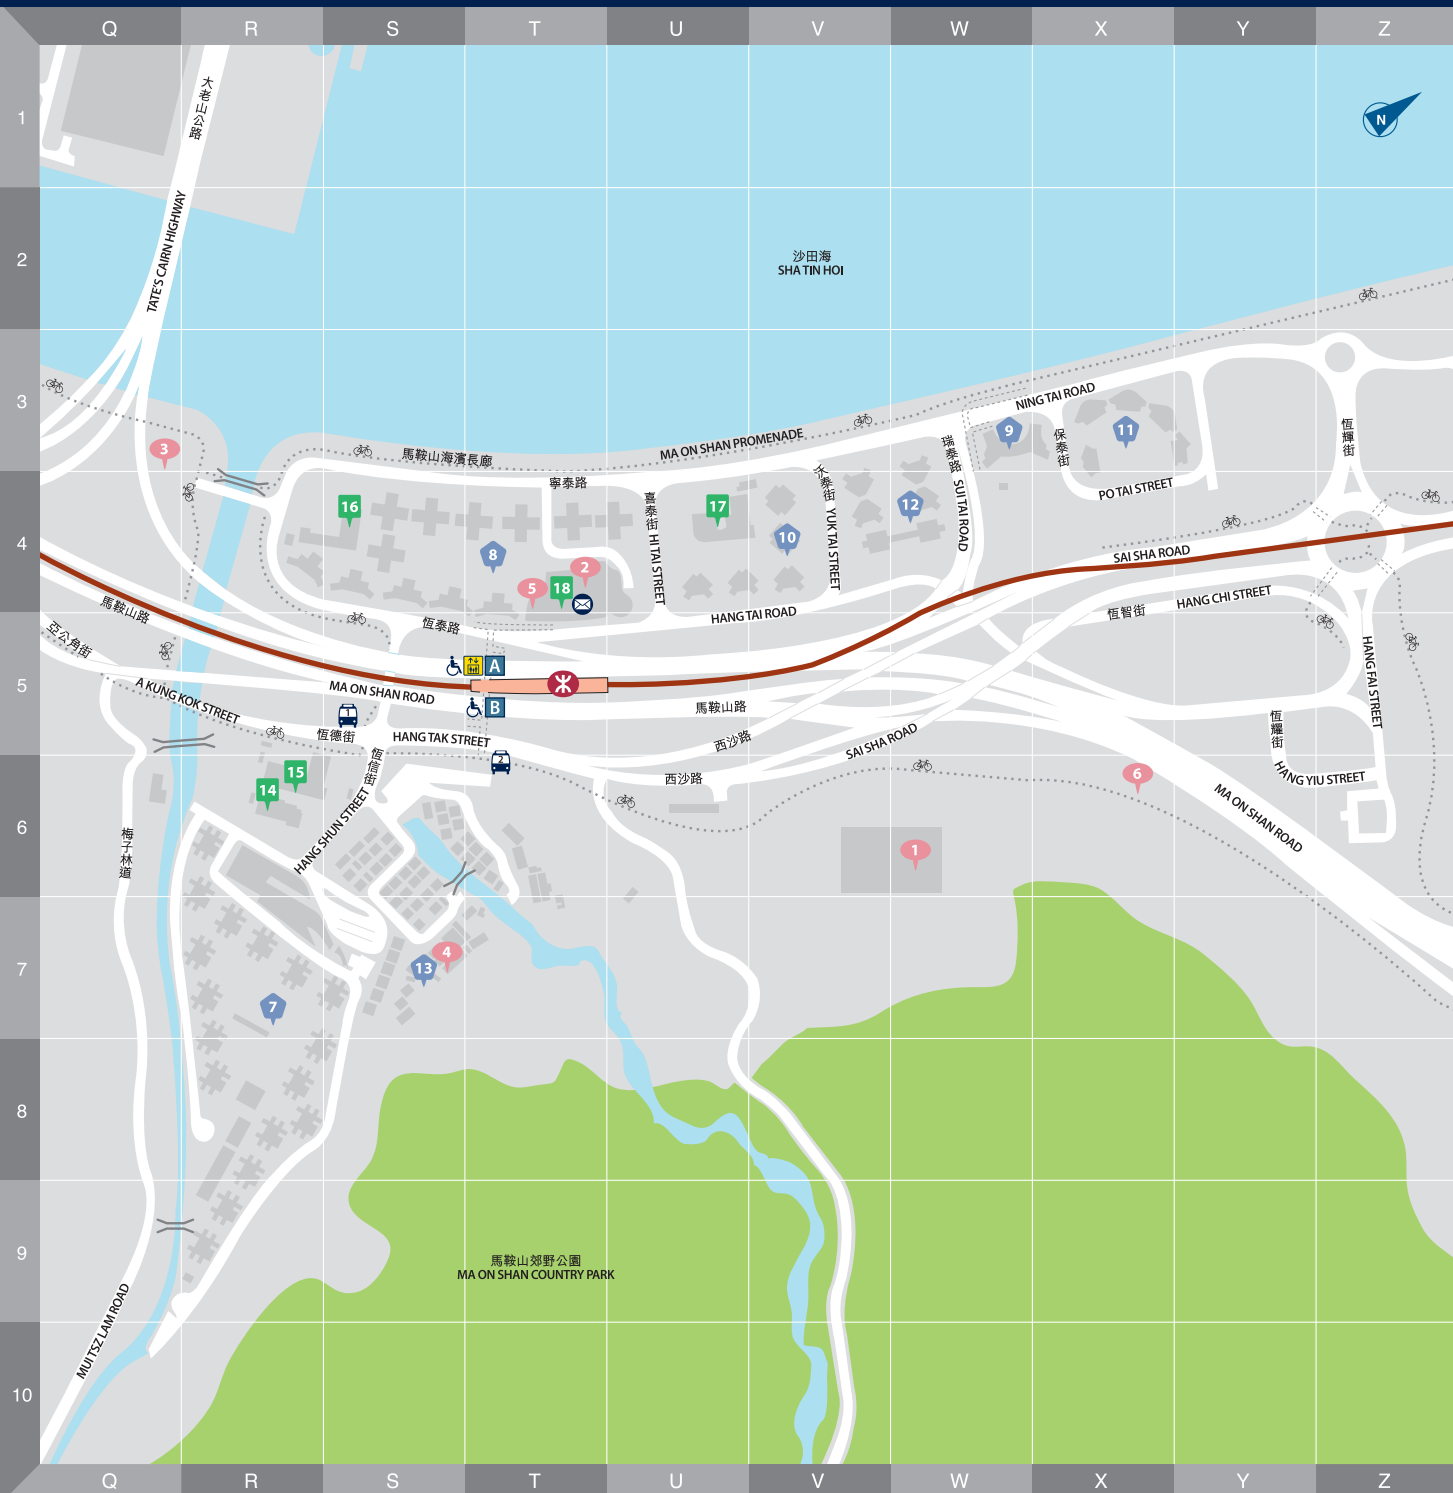 Q R S T U V W X Y Z
1
大老山公路
N
2
TATE'S CAIRN HIGHWAY
沙田海
SHA TIN HOI
3
NING TAI ROAD
3
9
11
恆輝街
馬鞍山海濱長廊
MA ON SHAN PROMENADE
瑞泰路
保泰街
4
寧泰路
喜泰街 HI TAI STREET
沃泰街 YUK TAI STREET
SUI TAI ROAD
PO TAI STREET
16
17
12
8
10
2
5
18
SAI SHA ROAD
HANG CHI STREET
恆智街
馬鞍山路
HANG TAI ROAD
恆泰路
亞公角街
5
A
B
HANG FAI STREET
A KUNG KOK STREET
MA ON SHAN ROAD
馬鞍山路
1
恆德街
HANG TAK STREET
西沙路
SAI SHA ROAD
恆耀街
2
恆信街
西沙路
HANG YIU STREET
6
15
14
6
MA ON SHAN ROAD
HANG SHUN STREET
梅子林道
1
7
4
13
7
8
9
馬鞍山郊野公園
MA ON SHAN COUNTRY PARK
MUI TSZ LAM ROAD
10
Q R S T U V W X Y Z